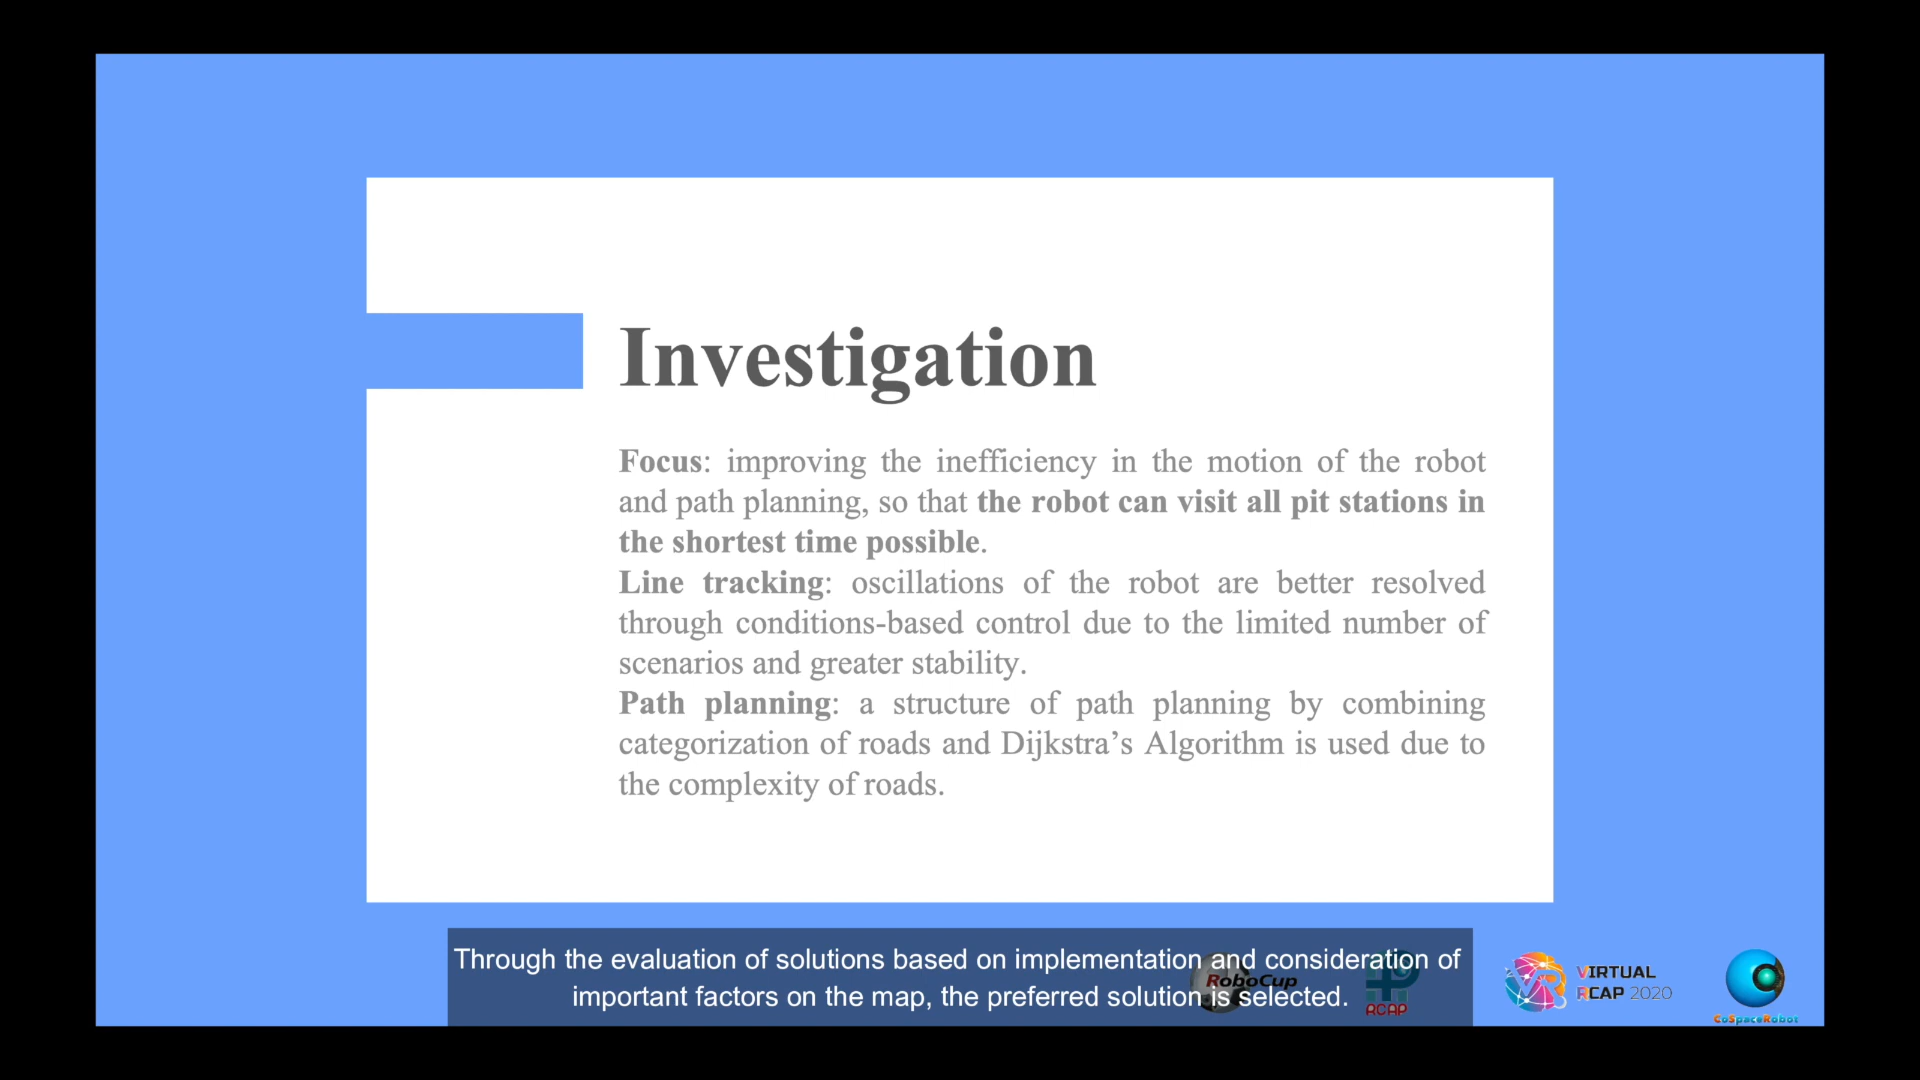 Investigation
Focus: improving the inefficiency in the motion of the robot
and path planning, so that the robot can visit all pit stations in
the shortest time possible.
Line tracking: oscillations of the robot are better resolved
through conditions-based control due to the limited number of
scenarios and greater stability.
Path planning: a structure of path planning by combining
categorization of roads and Dijkstra’s Algorithm is used due to
the complexity of roads.
Through the evaluation of solutions based on implementation and consideration of
important factors on the map, the preferred solution is selected.
RoboCup
RCAP
VIRTUAL
RCAP 2020
CoSpaceRobot